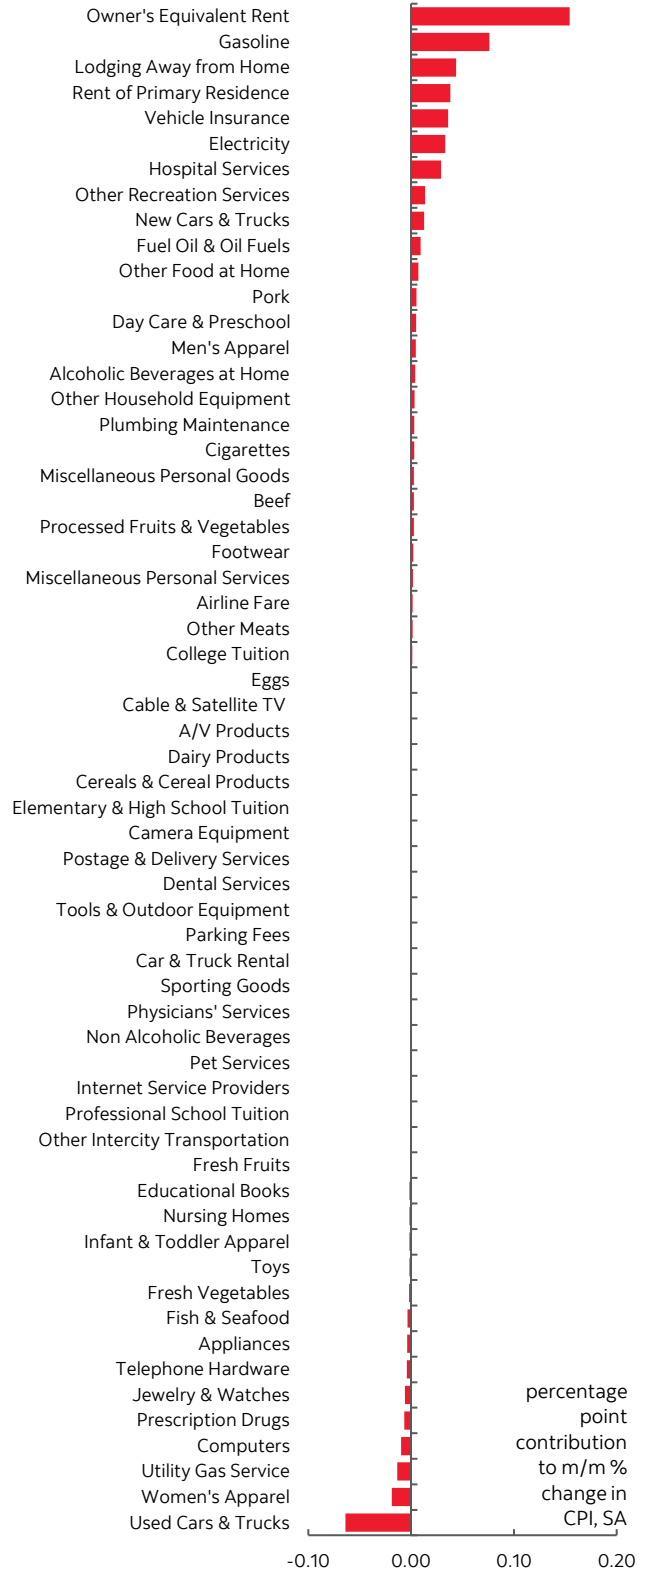 Owner's Equivalent Rent
Gasoline
Lodging Away from Home
Rent of Primary Residence
Vehicle Insurance
Electricity
Hospital Services
Other Recreation Services
New Cars & Trucks
Fuel Oil & Oil Fuels
Other Food at Home
Pork
Day Care & Preschool
Men's Apparel
Alcoholic Beverages at Home
Other Household Equipment
Plumbing Maintenance
Cigarettes
Miscellaneous Personal Goods
Beef
Processed Fruits & Vegetables
Footwear
Miscellaneous Personal Services
Airline Fare
Other Meats
College Tuition
Eggs
Cable & Satellite TV
A/V Products
Dairy Products
Cereals & Cereal Products
Elementary & High School Tuition
Camera Equipment
Postage & Delivery Services
Dental Services
Tools & Outdoor Equipment
Parking Fees
Car & Truck Rental
Sporting Goods
Physicians' Services
Non Alcoholic Beverages
Pet Services
Internet Service Providers
Professional School Tuition
Other Intercity Transportation
Fresh Fruits
Educational Books
Nursing Homes
Infant & Toddler Apparel
Toys
Fresh Vegetables
Fish & Seafood
Appliances
Telephone Hardware
Jewelry & Watches
Prescription Drugs
Computers
Utility Gas Service
Women's Apparel
Used Cars & Trucks
percentage
point
contribution
to m/m %
change in
CPI, SA
-0.10 0.00 0.10 0.20